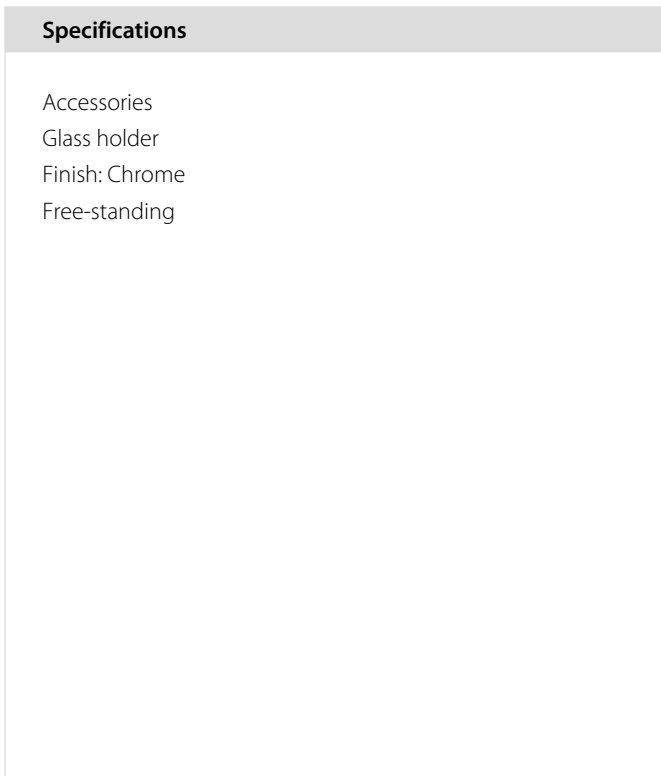 Specifications
Accessories
Glass holder
Finish: Chrome
Free-standing